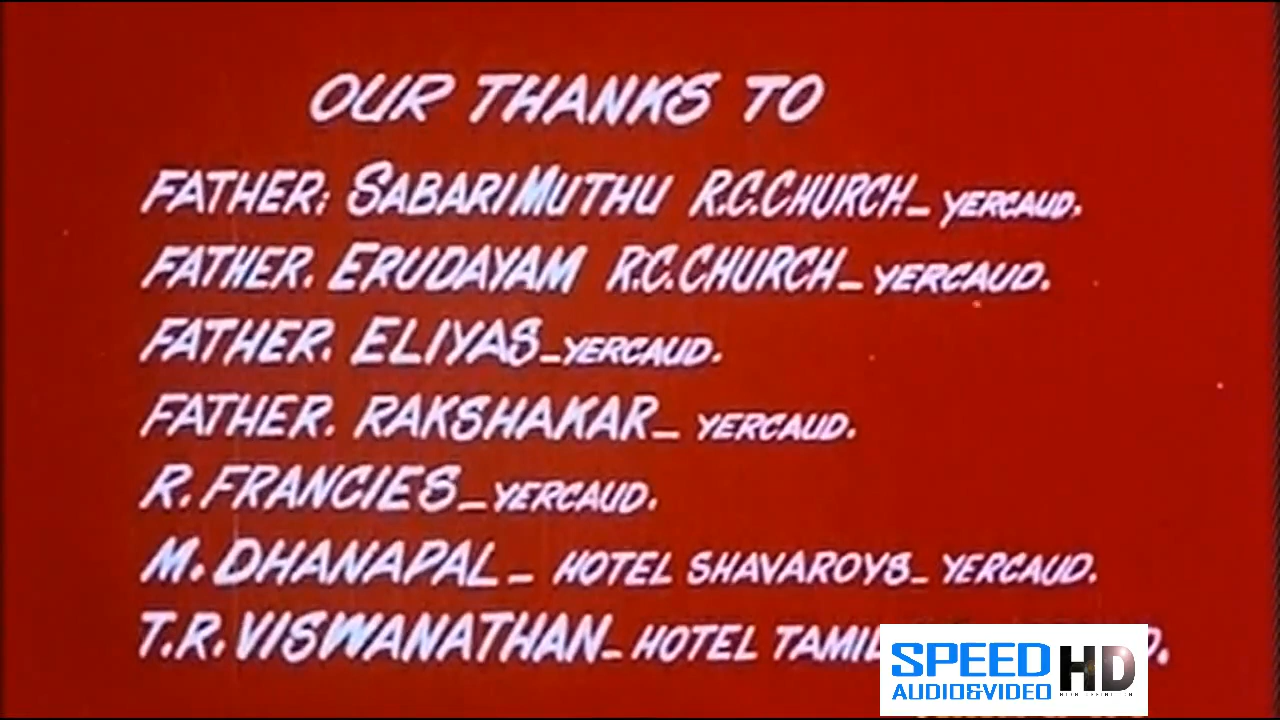 OUR THANKS TO
FATHER: SABARIMUTHU R.C.CHURCH_ YERCAUD.
FATHER. ERUDAYAM R.C.CHURCH_ YERCAUD.
FATHER. ELIYAS_YERCAUD.
FATHER. RAKSHAKAR_ YERCAUD.
R. FRANCIES_YERCAUD.
M. DHANAPAL_ HOTEL SHAVAROYS_ YERCAUD.
T.R. VISWANATHAN_ HOTEL
SPEED HD
AUDIO&VIDEO